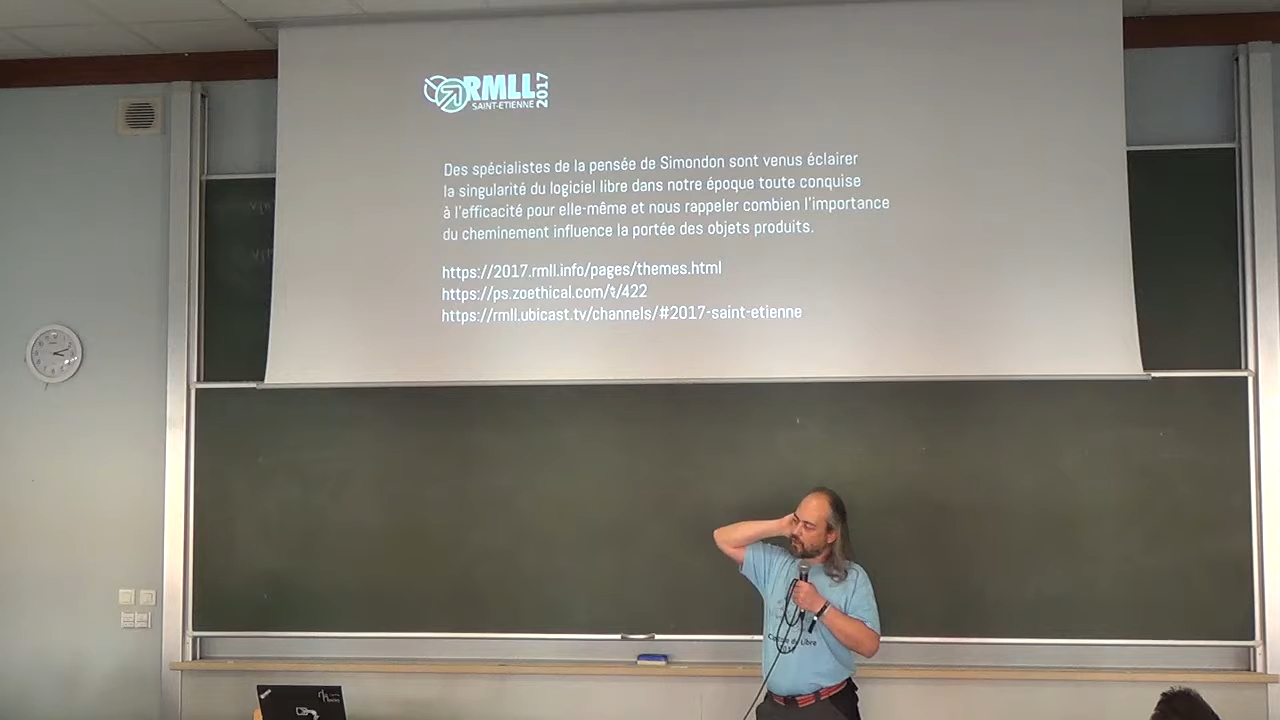 RMLL
2017
SAINT-ETIENNE
Des spécialistes de la pensée de Simondon sont venus éclairer
la singularité du logiciel libre dans notre époque toute conquise
à l'efficacité pour elle-même et nous rappeler combien l'importance
du cheminement influence la portée des objets produits.
https://2017.rmll.info/pages/themes.html
https://ps.zoethical.com/t/422
https://rmll.ubicast.tv/channels/#2017-saint-etienne
Libre